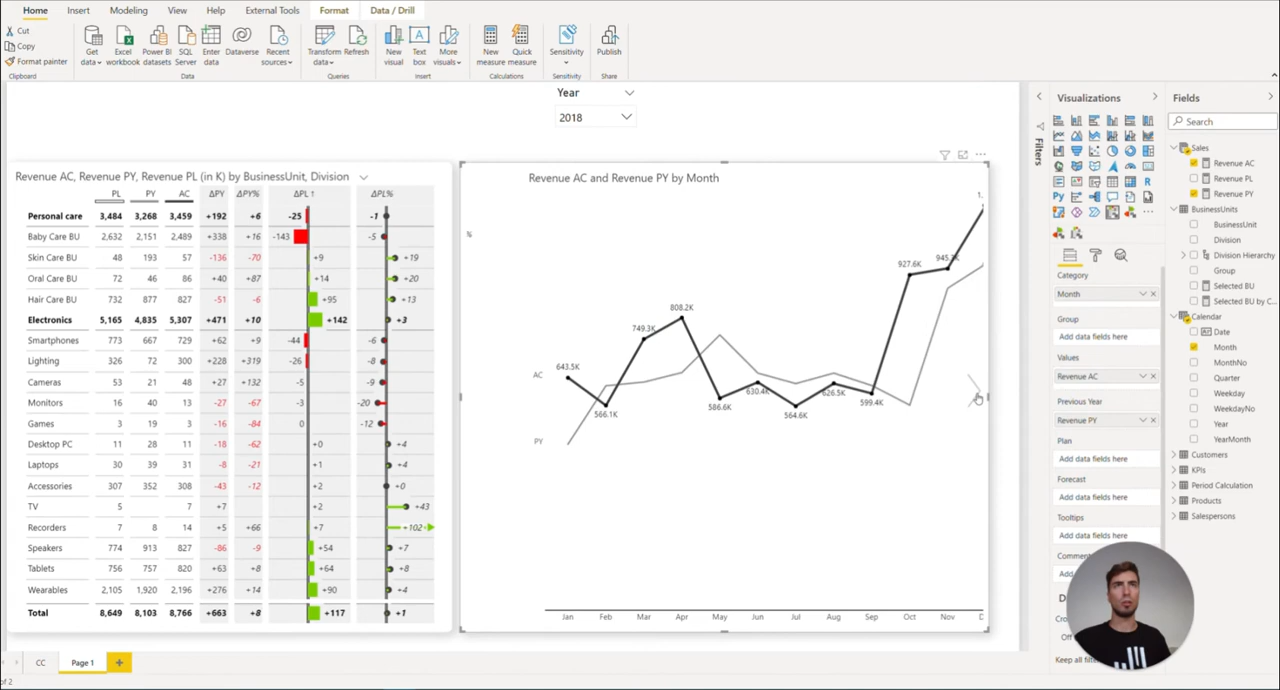 Home Insert Modeling View Help External Tools Format Data / Drill
Cut
Copy
Format painter
Get data
Excel workbook
Power BI datasets
SQL Server
Enter data
Dataverse
Recent sources
Transform data
Refresh
New visual
Text box
More visuals
New measure
Quick measure
Sensitivity
Publish
Clipboard Data Queries Insert Calculations Sensitivity Share
Year
2018
Revenue AC, Revenue PY, Revenue PL (in K) by BusinessUnit, Division
PL PY AC ΔPY ΔPY% ΔPL↑ ΔPL%
Personal care 3,484 3,268 3,459 +192 +6 -25 -1
Baby Care BU 2,632 2,151 2,489 +338 +16 -143 -5
Skin Care BU 48 193 57 -136 -70 +9 +19
Oral Care BU 72 46 86 +40 +87 +14 +20
Hair Care BU 732 877 827 -51 -6 +95 +13
Electronics 5,165 4,835 5,307 +471 +10 +142 +3
Smartphones 773 667 729 +62 +9 -44 -6
Lighting 326 72 300 +228 +319 -26 -8
Cameras 53 21 48 +27 +132 -5 -9
Monitors 16 40 13 -27 -67 -3 -20
Games 3 19 3 -16 -84 0 -12
Desktop PC 11 28 11 -18 -62 +0 +4
Laptops 30 39 31 -8 -21 +1 +4
Accessories 307 352 308 -43 -12 +2 +0
TV 5 7 +7 +2 +43
Recorders 7 8 14 +5 +66 +7 +102
Speakers 774 913 827 -86 -9 +54 +7
Tablets 756 757 820 +63 +8 +64 +8
Wearables 2,105 1,920 2,196 +276 +14 +90 +4
Total 8,649 8,103 8,766 +663 +8 +117 +1
Revenue AC and Revenue PY by Month
%
1.
927.6K
808.2K
749.3K
643.5K
AC
566.1K
586.6K
630.4K
564.6K
626.5K
599.4K
PY
Jan Feb Mar Apr May Jun Jul Aug Sep Oct Nov D
Filters
Visualizations
Category
Month
Group
Add data fields here
Values
Revenue AC
Previous Year
Revenue PY
Plan
Add data fields here
Forecast
Add data fields here
Tooltips
Add data fields here
Keep all
Fields
Search
Sales
Revenue AC
Revenue PL
Revenue PY
BusinessUnits
BusinessUnit
Division
Division Hierarchy
Group
Selected BU
Selected BU by C...
Calendar
Date
Month
MonthNo
Quarter
Weekday
WeekdayNo
Year
YearMonth
Customers
KPIs
Period Calculation
Products
Salespersons
CC Page 1
of 2